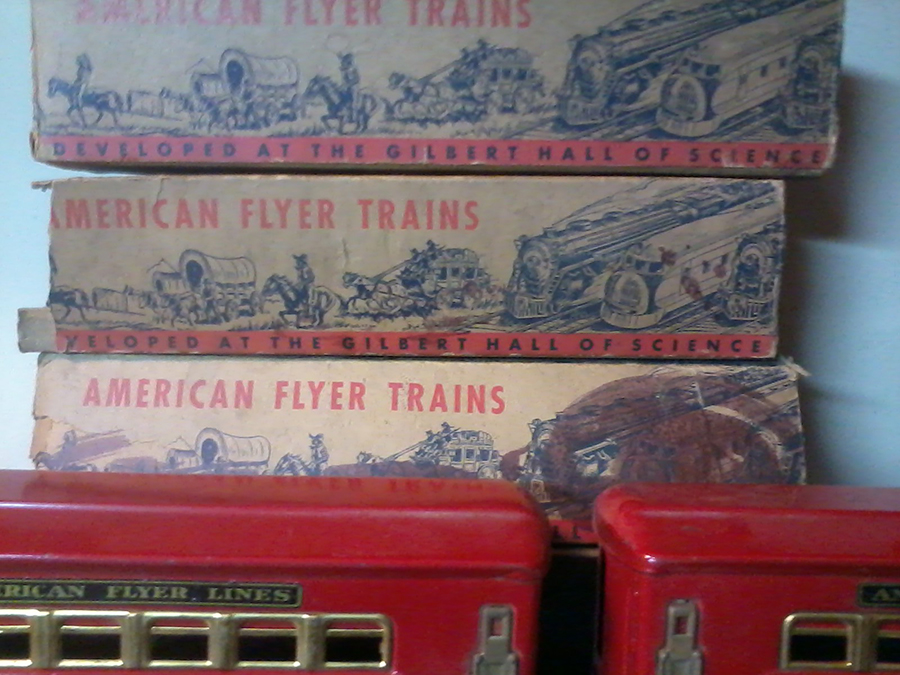 AMERICAN FLYER TRAINS
DEVELOPED AT THE GILBERT HALL OF SCIENCE
AMERICAN FLYER TRAINS
VELOPED AT THE GILBERT HALL OF SCIENCE
AMERICAN FLYER TRAINS
RICAN FLYER LINES
A